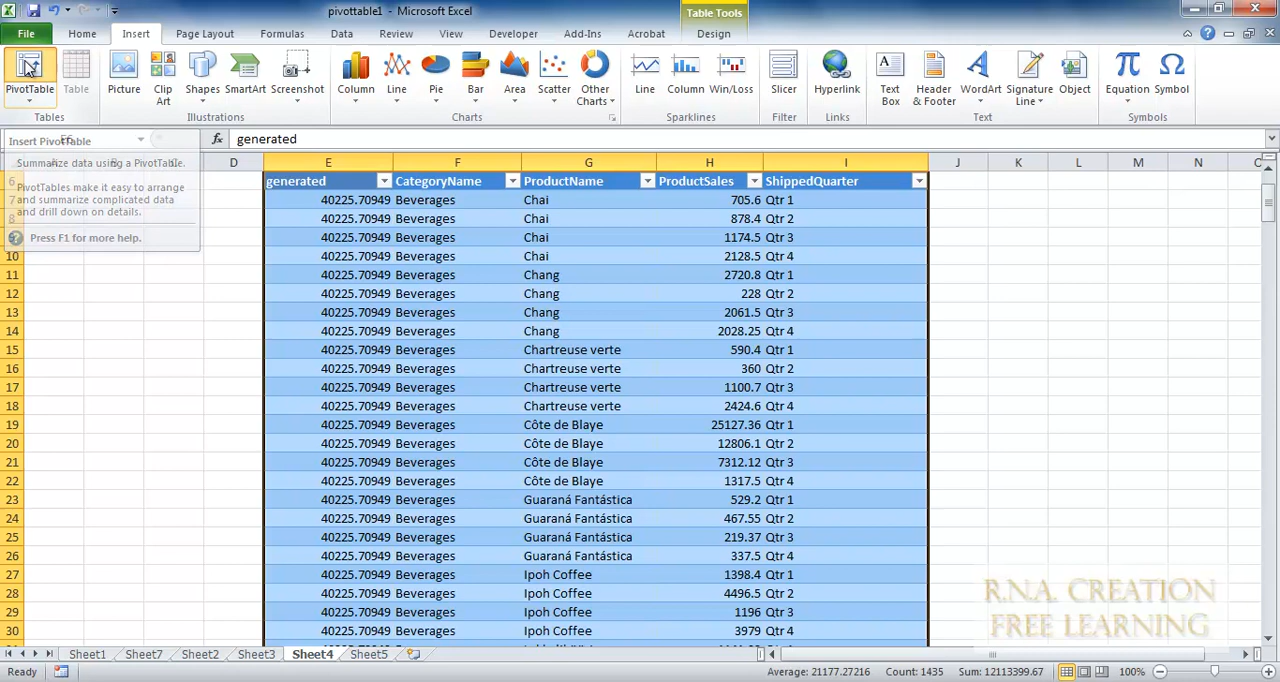 pivottable1 - Microsoft Excel
Table Tools
File Home Insert Page Layout Formulas Data Review View Developer Add-Ins Acrobat Design
PivotTable Table Picture Clip Art Shapes SmartArt Screenshot Column Line Pie Bar Area Scatter Other Charts Line Column Win/Loss Slicer Hyperlink Text Box Header & Footer WordArt Signature Line Object Equation Symbol
Tables Illustrations Charts Sparklines Filter Links Text Symbols
Insert PivotTable
fx generated
Summarize data using a PivotTable.
PivotTables make it easy to arrange
and summarize complicated data
and drill down on details.
Press F1 for more help.
D E F G H I J K L M N
6 generated CategoryName ProductName ProductSales ShippedQuarter
7 40225.70949 Beverages Chai 705.6 Qtr 1
8 40225.70949 Beverages Chai 878.4 Qtr 2
40225.70949 Beverages Chai 1174.5 Qtr 3
10 40225.70949 Beverages Chai 2128.5 Qtr 4
11 40225.70949 Beverages Chang 2720.8 Qtr 1
12 40225.70949 Beverages Chang 228 Qtr 2
13 40225.70949 Beverages Chang 2061.5 Qtr 3
14 40225.70949 Beverages Chang 2028.25 Qtr 4
15 40225.70949 Beverages Chartreuse verte 590.4 Qtr 1
16 40225.70949 Beverages Chartreuse verte 360 Qtr 2
17 40225.70949 Beverages Chartreuse verte 1100.7 Qtr 3
18 40225.70949 Beverages Chartreuse verte 2424.6 Qtr 4
19 40225.70949 Beverages Côte de Blaye 25127.36 Qtr 1
20 40225.70949 Beverages Côte de Blaye 12806.1 Qtr 2
21 40225.70949 Beverages Côte de Blaye 7312.12 Qtr 3
22 40225.70949 Beverages Côte de Blaye 1317.5 Qtr 4
23 40225.70949 Beverages Guaraná Fantástica 529.2 Qtr 1
24 40225.70949 Beverages Guaraná Fantástica 467.55 Qtr 2
25 40225.70949 Beverages Guaraná Fantástica 219.37 Qtr 3
26 40225.70949 Beverages Guaraná Fantástica 337.5 Qtr 4
27 40225.70949 Beverages Ipoh Coffee 1398.4 Qtr 1
28 40225.70949 Beverages Ipoh Coffee 4496.5 Qtr 2
29 40225.70949 Beverages Ipoh Coffee 1196 Qtr 3
30 40225.70949 Beverages Ipoh Coffee 3979 Qtr 4
R.N.A. CREATION
FREE LEARNING
Sheet1 Sheet7 Sheet2 Sheet3 Sheet4 Sheet5
Ready Average: 21177.27216 Count: 1435 Sum: 12113399.67 100%